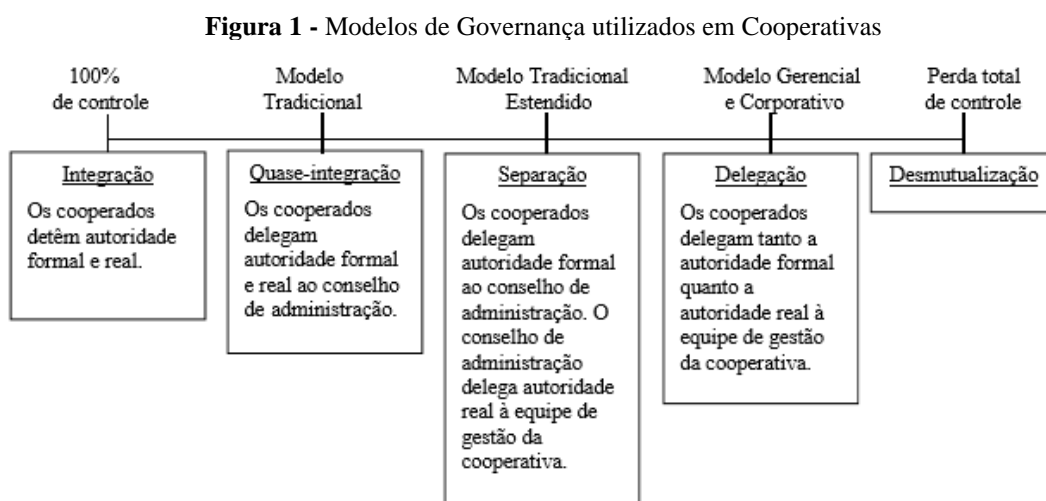 Figura 1 - Modelos de Governança utilizados em Cooperativas
100%
de controle
Modelo
Tradicional
Modelo Tradicional
Estendido
Modelo Gerencial
e Corporativo
Perda total
de controle
Integração
Os cooperados
detêm autoridade
formal e real.
Quase-integração
Os cooperados
delegam
autoridade formal
e real ao conselho
de administração.
Separação
Os cooperados
delegam
autoridade formal
ao conselho de
administração. O
conselho de
administração
delega autoridade
real à equipe de
gestão da
cooperativa.
Delegação
Os cooperados
delegam tanto a
autoridade formal
quanto a
autoridade real à
equipe de gestão
da cooperativa.
Desmutualização